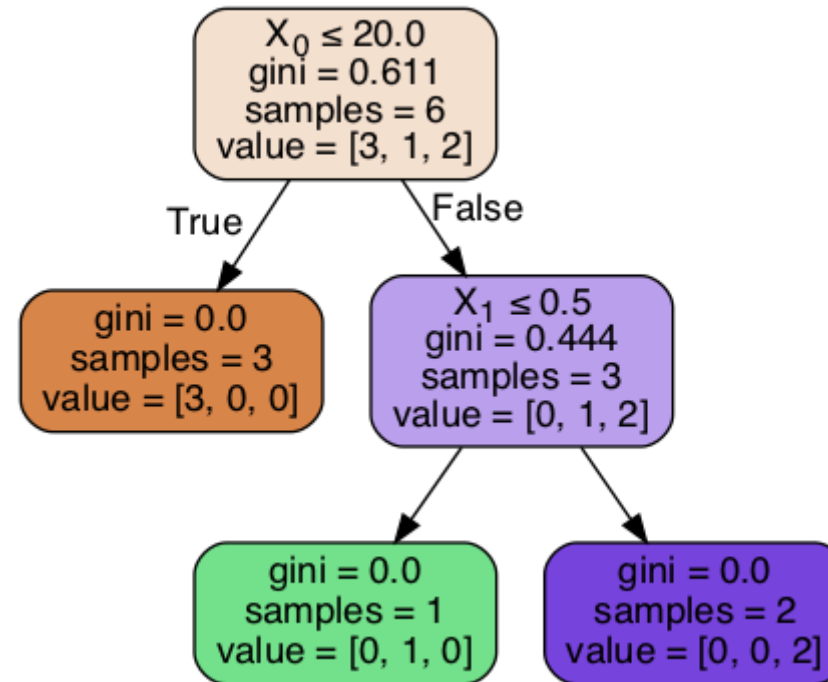 X₀ ≤ 20.0
gini = 0.611
samples = 6
value = [3, 1, 2]
True
False
gini = 0.0
samples = 3
value = [3, 0, 0]
X₁ ≤ 0.5
gini = 0.444
samples = 3
value = [0, 1, 2]
gini = 0.0
samples = 1
value = [0, 1, 0]
gini = 0.0
samples = 2
value = [0, 0, 2]